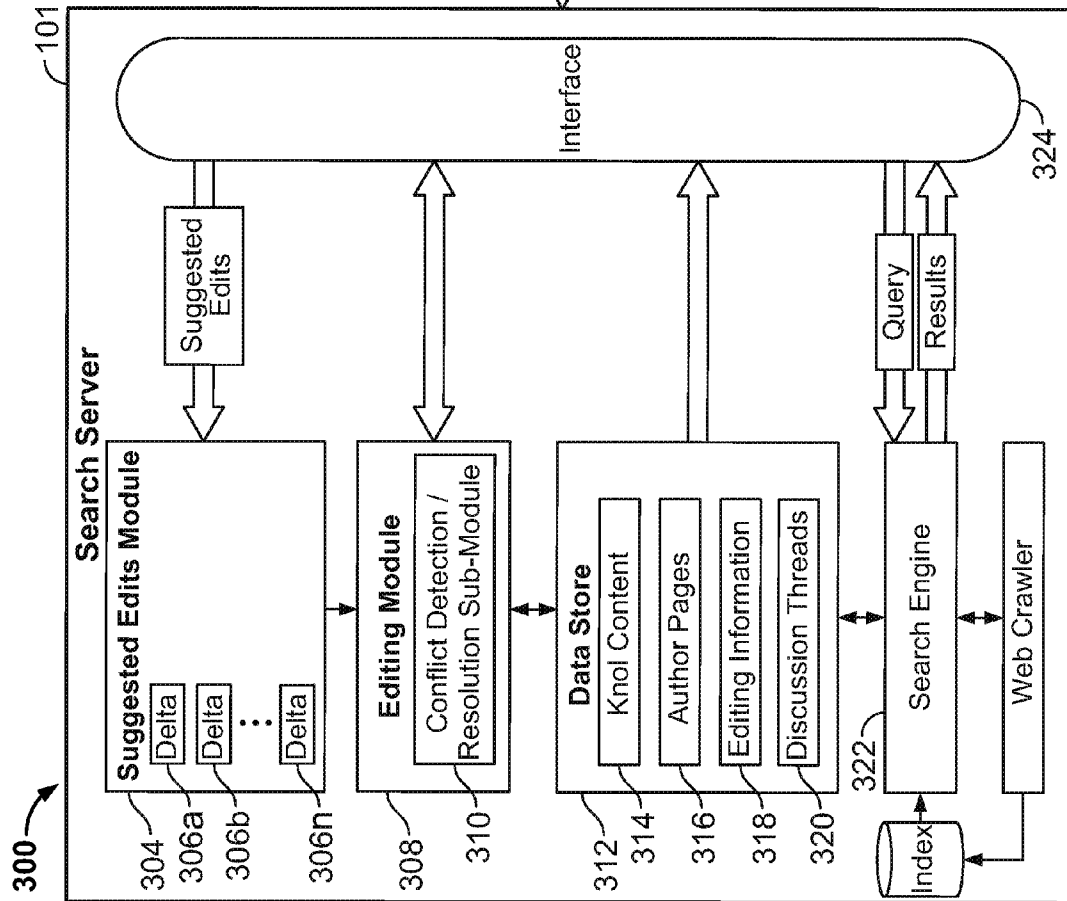 300
101
Search Server
304
Suggested Edits Module
306a
Delta
306b
Delta
306n
Delta
Suggested
Edits
Interface
308
Editing Module
310
Conflict Detection /
Resolution Sub-Module
312
Data Store
314
Knol Content
316
Author Pages
318
Editing Information
320
Discussion Threads
322
Search Engine
Query
Results
324
Index
Web Crawler